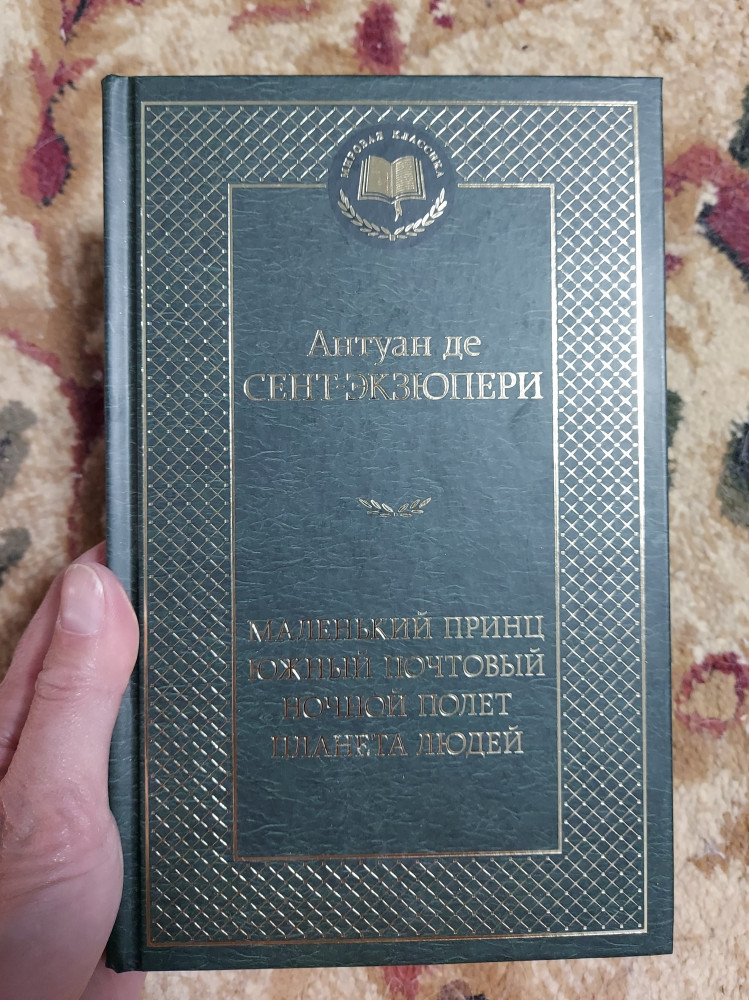 МИРОВАЯ КЛАССИКА
Антуан де
СЕНТ-ЭКЗЮПЕРИ
МАЛЕНЬКИЙ ПРИНЦ
ЮЖНЫЙ ПОЧТОВЫЙ
НОЧНОЙ ПОЛЕТ
ПЛАНЕТА ЛЮДЕЙ